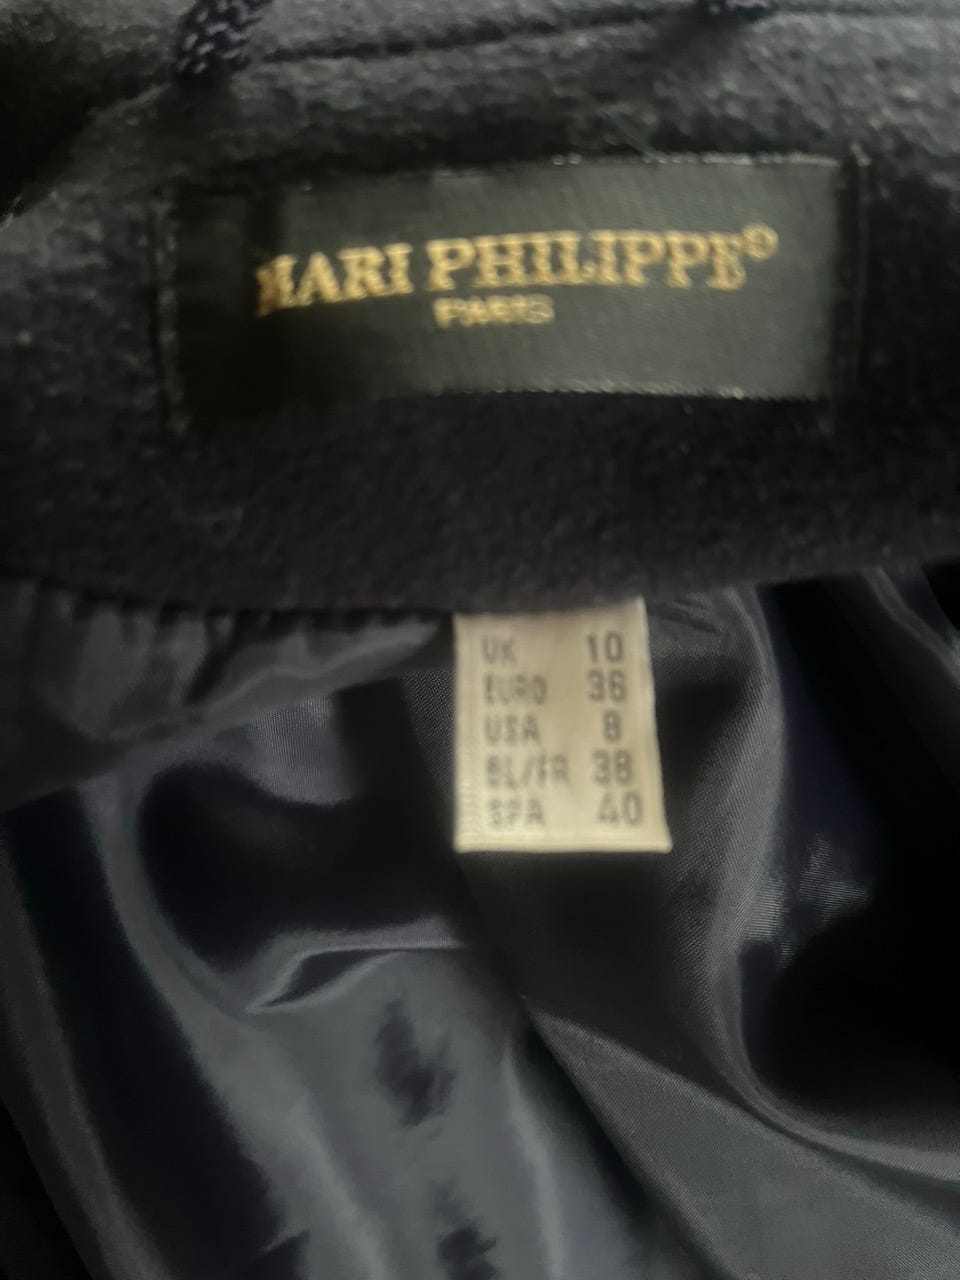 MARI PHILIPPE®
PARIS
UK 10
EURO 36
USA 8
BL/FR 38
SPA 40